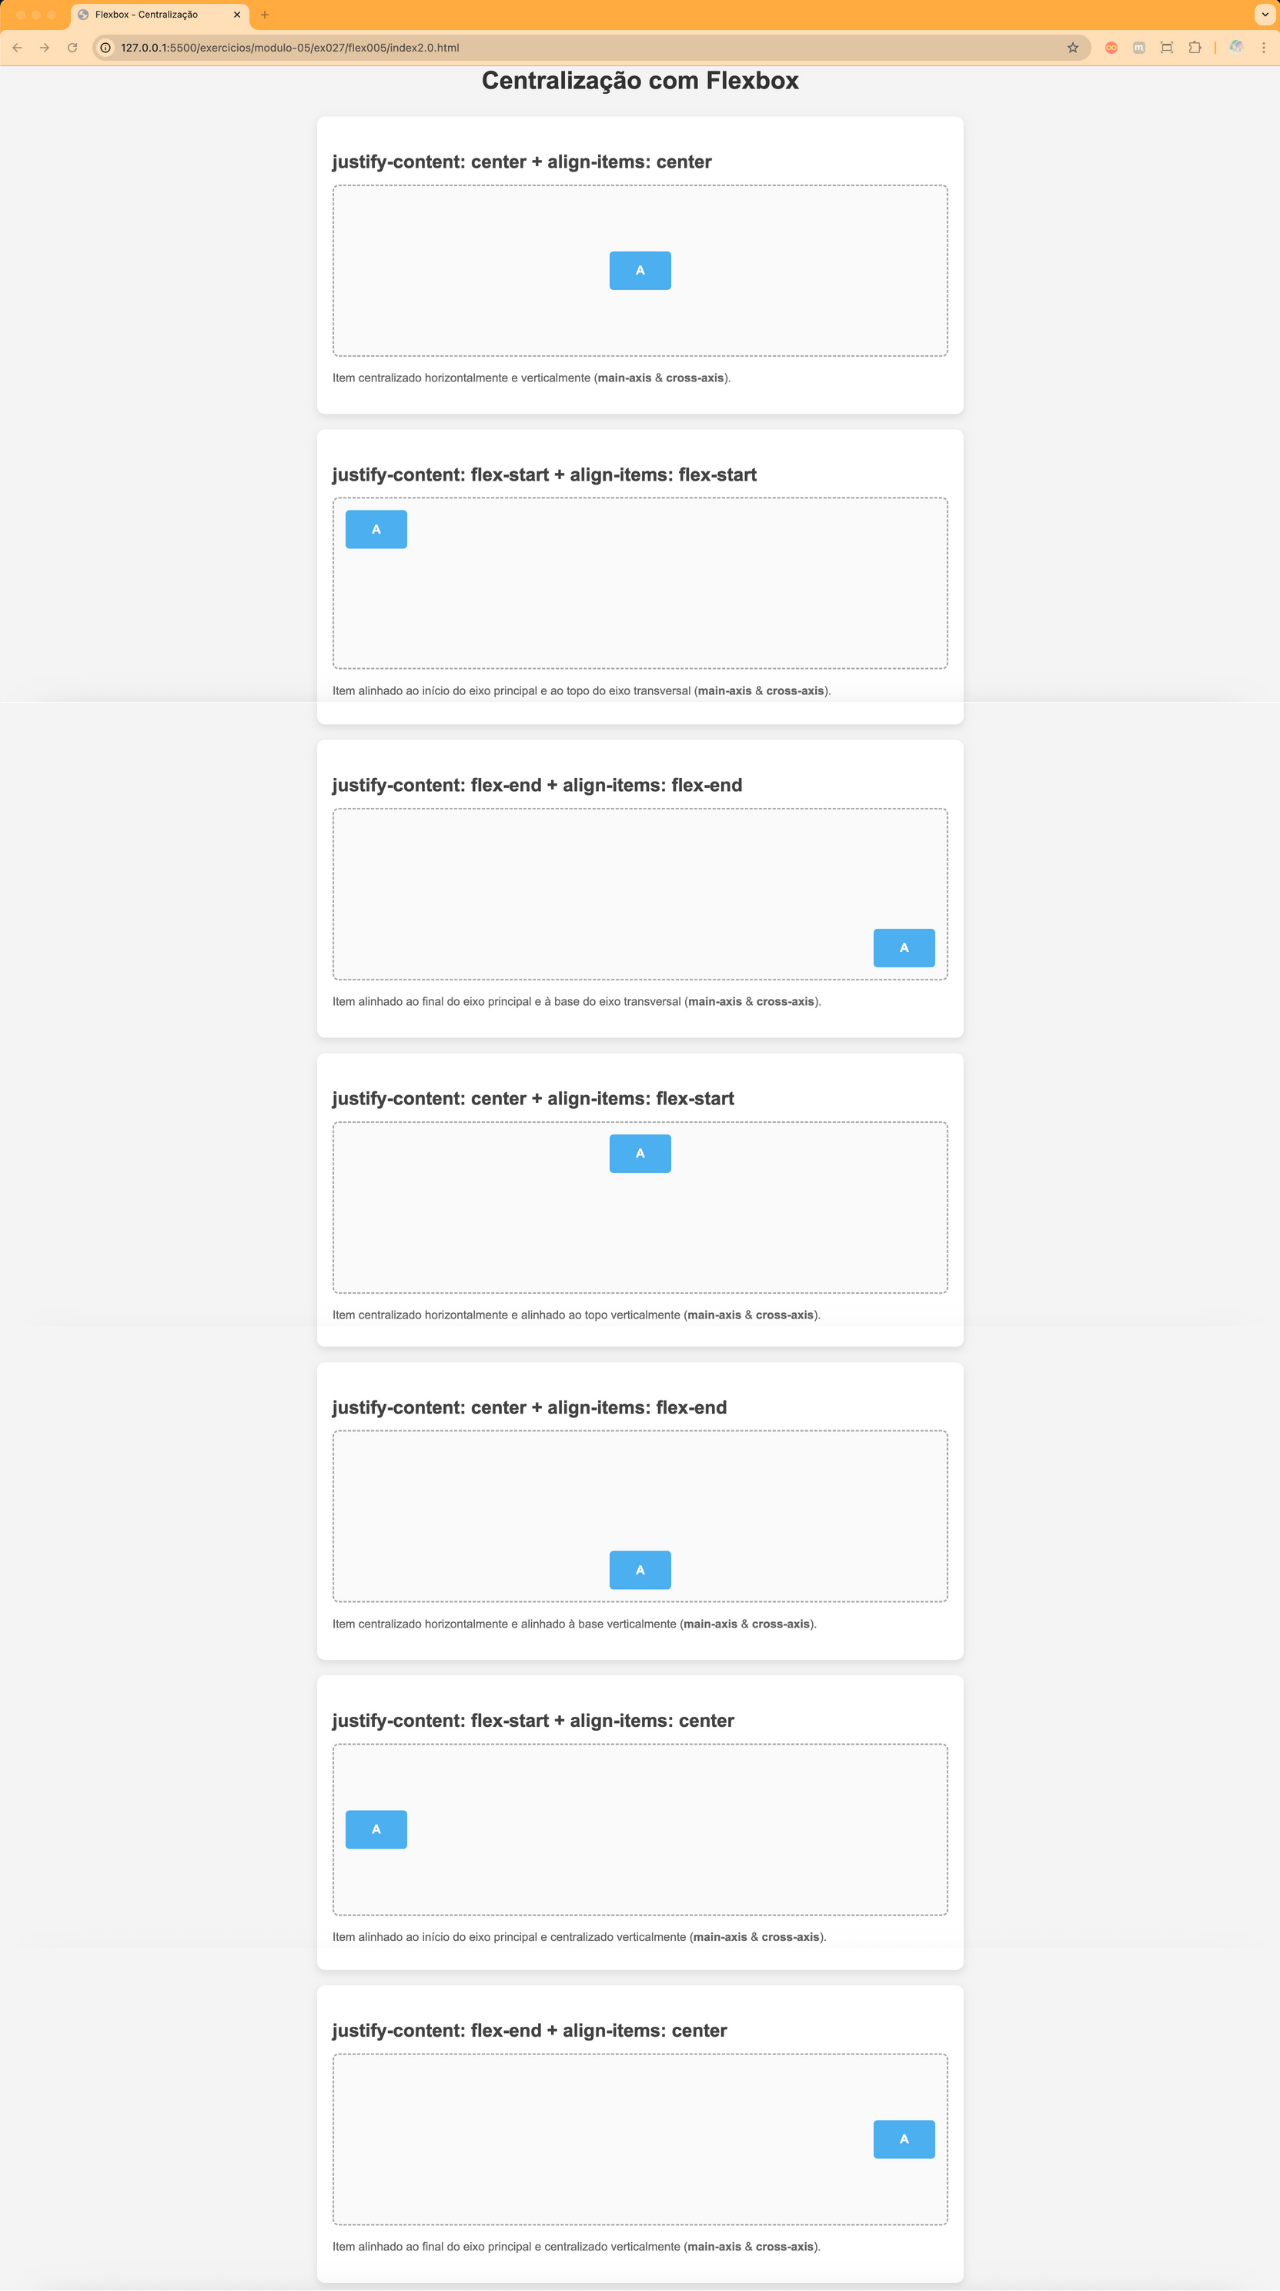 Flexbox - Centralização
127.0.0.1:5500/exercicios/modulo-05/ex027/flex005/index2.0.html
Centralização com Flexbox
justify-content: center + align-items: center
A
Item centralizado horizontalmente e verticalmente (main-axis & cross-axis).
justify-content: flex-start + align-items: flex-start
A
Item alinhado ao início do eixo principal e ao topo do eixo transversal (main-axis & cross-axis).
justify-content: flex-end + align-items: flex-end
A
Item alinhado ao final do eixo principal e à base do eixo transversal (main-axis & cross-axis).
justify-content: center + align-items: flex-start
A
Item centralizado horizontalmente e alinhado ao topo verticalmente (main-axis & cross-axis).
justify-content: center + align-items: flex-end
A
Item centralizado horizontalmente e alinhado à base verticalmente (main-axis & cross-axis).
justify-content: flex-start + align-items: center
A
Item alinhado ao início do eixo principal e centralizado verticalmente (main-axis & cross-axis).
justify-content: flex-end + align-items: center
A
Item alinhado ao final do eixo principal e centralizado verticalmente (main-axis & cross-axis).